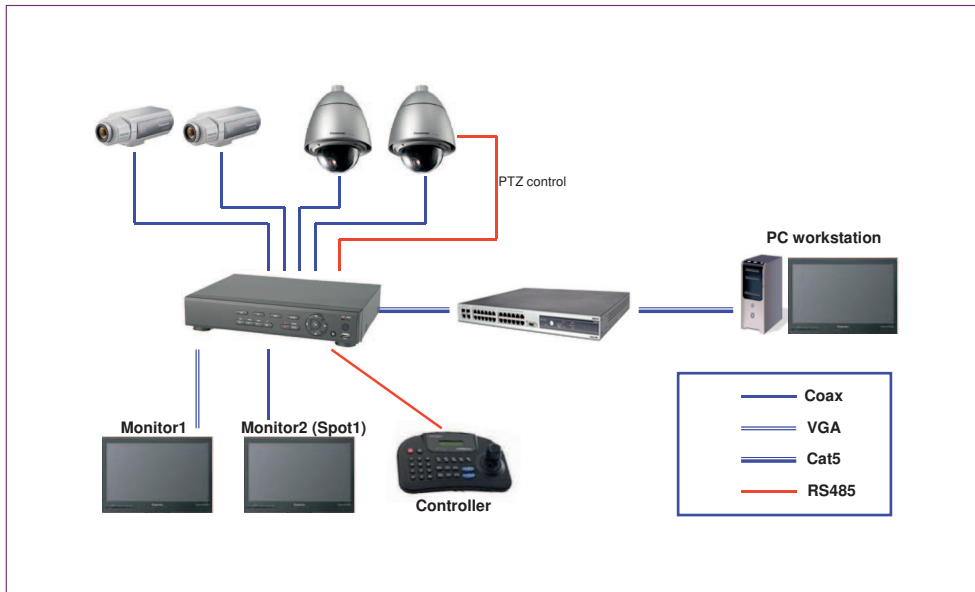 PTZ control
PC workstation
Monitor1
Monitor2 (Spot1)
Controller
Coax
VGA
Cat5
RS485